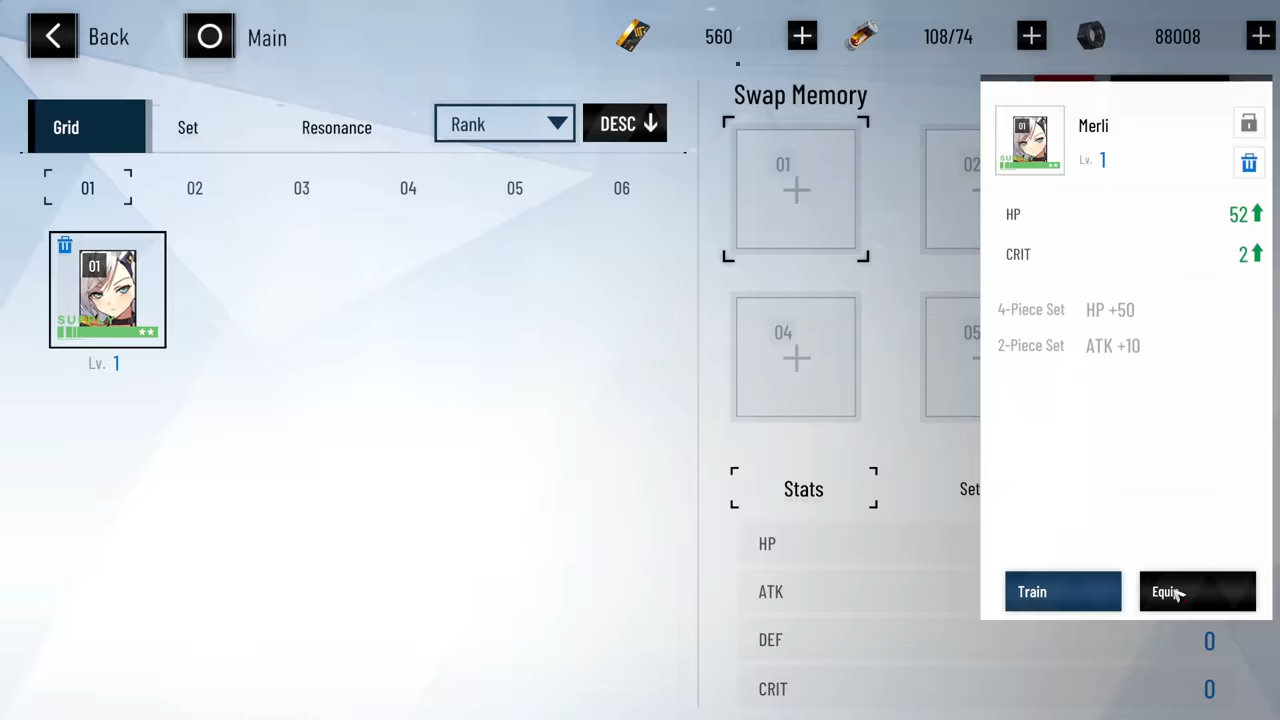 Back
Main
560
108/74
88008
Grid
Set
Resonance
Rank
DESC
01
02
03
04
05
06
01
Lv. 1
Swap Memory
01
02
04
05
Stats
Set
HP
ATK
DEF
0
CRIT
0
01
Merli
Lv. 1
HP
52
CRIT
2
4-Piece Set HP +50
2-Piece Set ATK +10
Train